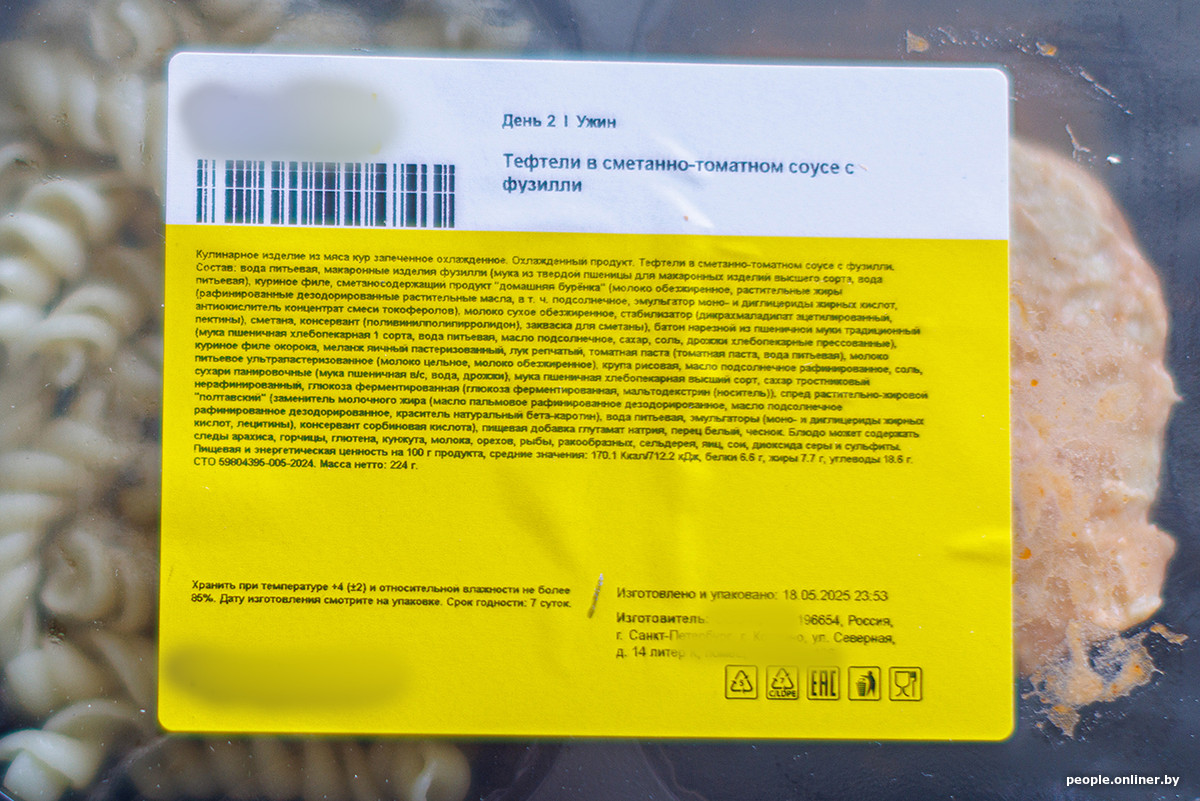 День 2 | Ужин
Тефтели в сметанно-томатном соусе с
фузилли
Кулинарное изделие из мяса кур запеченное охлажденное. Охлажденный продукт. Тефтели в сметанно-томатном соусе с фузилли.
Состав: вода питьевая, макаронные изделия фузилли (мука из твердой пшеницы для макаронных изделий высшего сорта, вода
питьевая), куриное филе, сметаносодержащий продукт "домашняя бурёнка" (молоко обезжиренное, растительные жиры
(рафинированные дезодорированные растительные масла, в т. ч. подсолнечное, эмульгатор моно- и диглицериды жирных кислот,
антиокислитель концентрат смеси токоферолов), молоко сухое обезжиренное, стабилизатор (дикрахмаладипат ацетилированный,
пектины), сметана, консервант (поливинилполипирролидон), закваска для сметаны), батон нарезной из пшеничной муки традиционный
(мука пшеничная хлебопекарная 1 сорта, вода питьевая, масло подсолнечное, сахар, соль, дрожжи хлебопекарные прессованные),
куриное филе окорока, меланж яичный пастеризованный, лук репчатый, томатная паста (томатная паста, вода питьевая), молоко
питьевое ультрапастеризованное (молоко цельное, молоко обезжиренное), крупа рисовая, масло подсолнечное рафинированное, соль,
сухари панировочные (мука пшеничная в/с, вода, дрожжи), мука пшеничная хлебопекарная высший сорт, сахар тростниковый
нерафинированный, глюкоза ферментированная (глюкоза ферментированная, мальтодекстрин (носитель)), спред растительно-жировой
"полтавский" (заменитель молочного жира (масло пальмовое рафинированное дезодорированное, масло подсолнечное
рафинированное дезодорированное, краситель натуральный бета-каротин), вода питьевая, эмульгаторы (моно- и диглицериды жирных
кислот, лецитины), консервант сорбиновая кислота), пищевая добавка глутамат натрия, перец белый, чеснок. Блюдо может содержать
следы арахиса, горчицы, глютена, кунжута, молока, орехов, рыбы, ракообразных, сельдерея, яиц, сои, диоксида серы и сульфиты.
Пищевая и энергетическая ценность на 100 г продукта, средние значения: 170.1 Ккал/712.2 кДж, белки 6.6 г, жиры 7.7 г, углеводы 18.6 г.
СТО 59804395-005-2024. Масса нетто: 224 г.
Хранить при температуре +4 (±2) и относительной влажности не более
85%. Дату изготовления смотрите на упаковке. Срок годности: 7 суток.
Изготовлено и упаковано: 18.05.2025 23:53
Изготовитель: 196654, Россия,
г. Санкт-Петербург, ул. Северная,
д. 14 литер
5 7 C/LDPE EAC
people.onliner.by